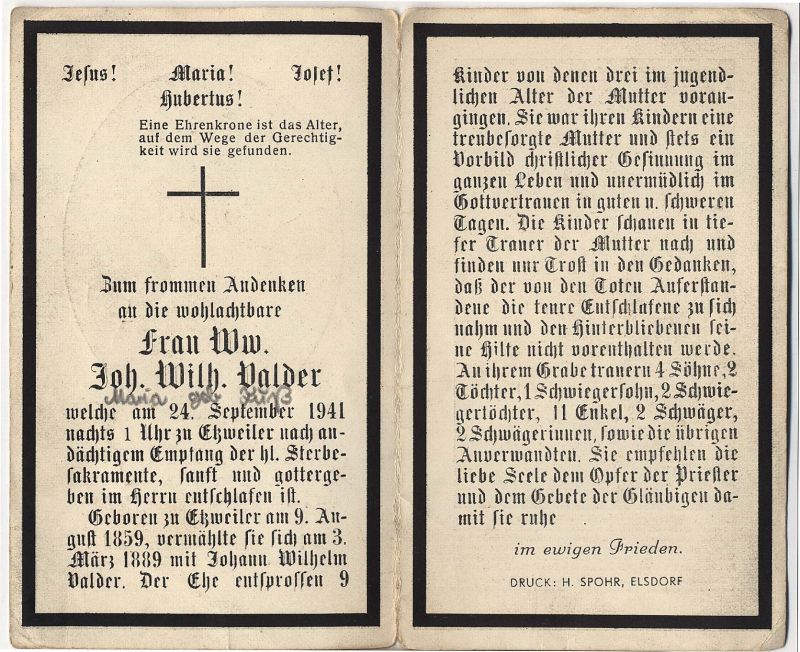 Jesus! Maria! Josef!
Hubertus!
Eine Ehrenkrone ist das Alter,
auf dem Wege der Gerechtig-
keit wird sie gefunden.
Zum frommen Andenken
an die wohlachtbare
Frau Ww.
Joh. Wilh. Valder
Maria geb
welche am 24. September 1941
nachts 1 Uhr zu Etzweiler nach an-
dächtigem Empfang der hl. Sterbe-
sakramente, sanft und gotterge-
ben im Herrn entschlafen ist.
Geboren zu Etzweiler am 9. Au-
gust 1859, vermählte sie sich am 3.
März 1889 mit Johann Wilhelm
Valder. Der Ehe entsprossen 9
Kinder von denen drei im jugend-
lichen Alter der Mutter voran-
gingen. Sie war ihren Kindern eine
treubesorgte Mutter und stets ein
Vorbild christlicher Gesinnung im
ganzen Leben und unermüdlich im
Gottvertrauen in guten u. schweren
Tagen. Die Kinder schauen in tie-
fer Trauer der Mutter nach und
finden nur Trost in den Gedanken,
daß der von den Toten Auferstan-
dene die teure Entschlafene zu sich
nahm und den Hinterbliebenen sei-
ne Hilfe nicht vorenthalten werde.
An ihrem Grabe trauern 4 Söhne, 2
Töchter, 1 Schwiegersohn, 2 Schwie-
gertöchter, 11 Enkel, 2 Schwäger,
2 Schwägerinnen, sowie die übrigen
Anverwandten. Sie empfehlen die
liebe Seele dem Opfer der Priester
und dem Gebete der Gläubigen da-
mit sie ruhe
im ewigen Frieden.
DRUCK: H. SPOHR, ELSDORF